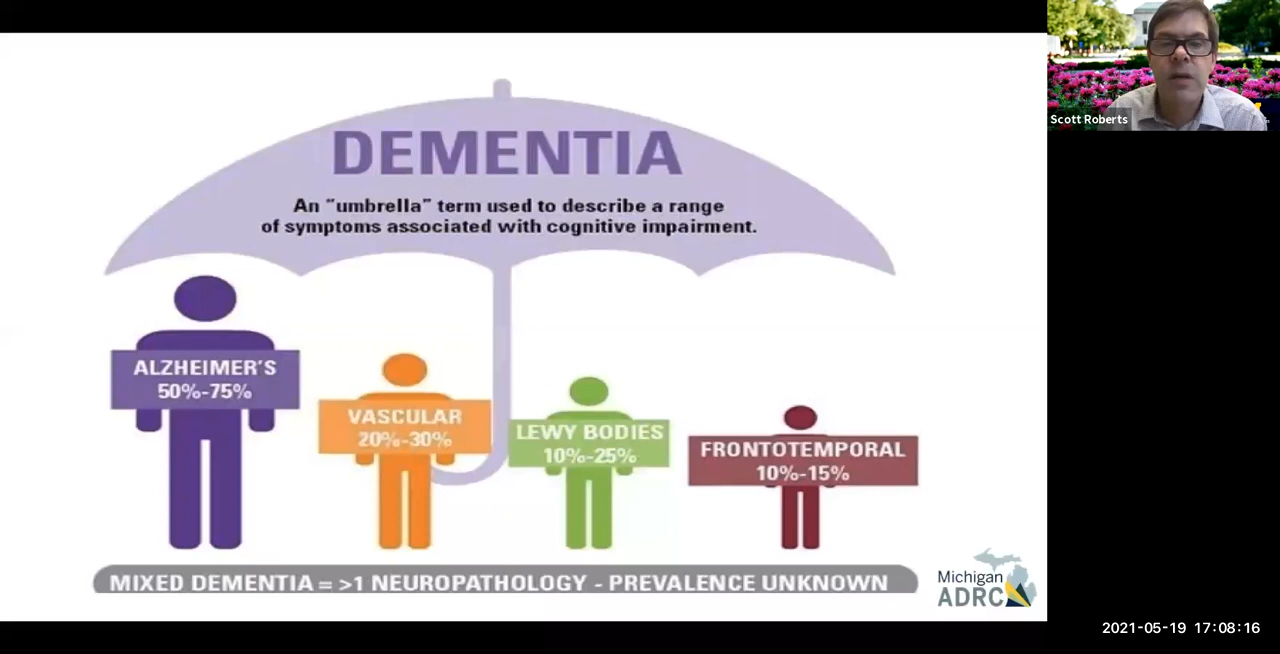 DEMENTIA
An “umbrella” term used to describe a range
of symptoms associated with cognitive impairment.
ALZHEIMER’S
50%-75%
VASCULAR
20%-30%
LEWY BODIES
10%-25%
FRONTOTEMPORAL
10%-15%
MIXED DEMENTIA = >1 NEUROPATHOLOGY - PREVALENCE UNKNOWN
Michigan
ADRC
Scott Roberts
2021-05-19 17:08:16